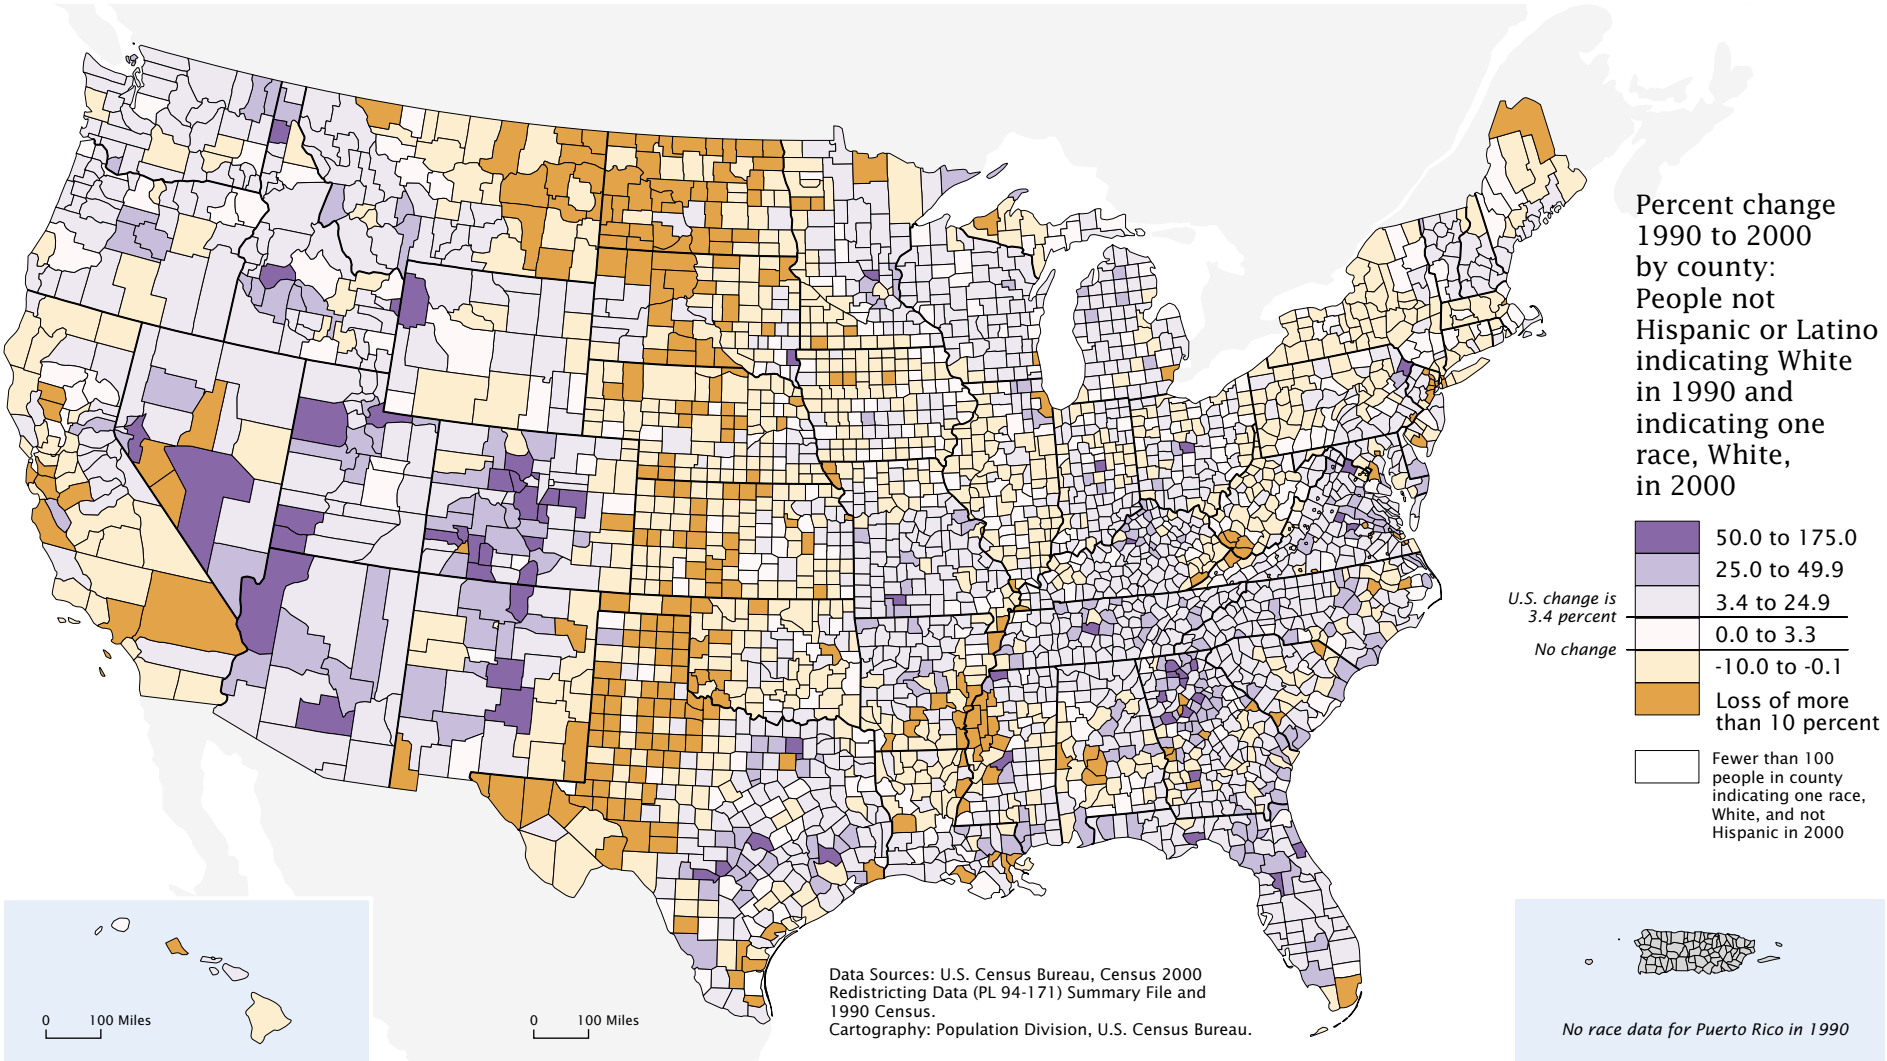 Percent change
1990 to 2000
by county:
People not
Hispanic or Latino
indicating White
in 1990 and
indicating one
race, White,
in 2000
50.0 to 175.0
25.0 to 49.9
3.4 to 24.9
0.0 to 3.3
-10.0 to -0.1
Loss of more
than 10 percent
U.S. change is
3.4 percent
No change
Fewer than 100
people in county
indicating one race,
White, and not
Hispanic in 2000
Data Sources: U.S. Census Bureau, Census 2000
Redistricting Data (PL 94-171) Summary File and
1990 Census.
Cartography: Population Division, U.S. Census Bureau.
0 100 Miles
0 100 Miles
No race data for Puerto Rico in 1990